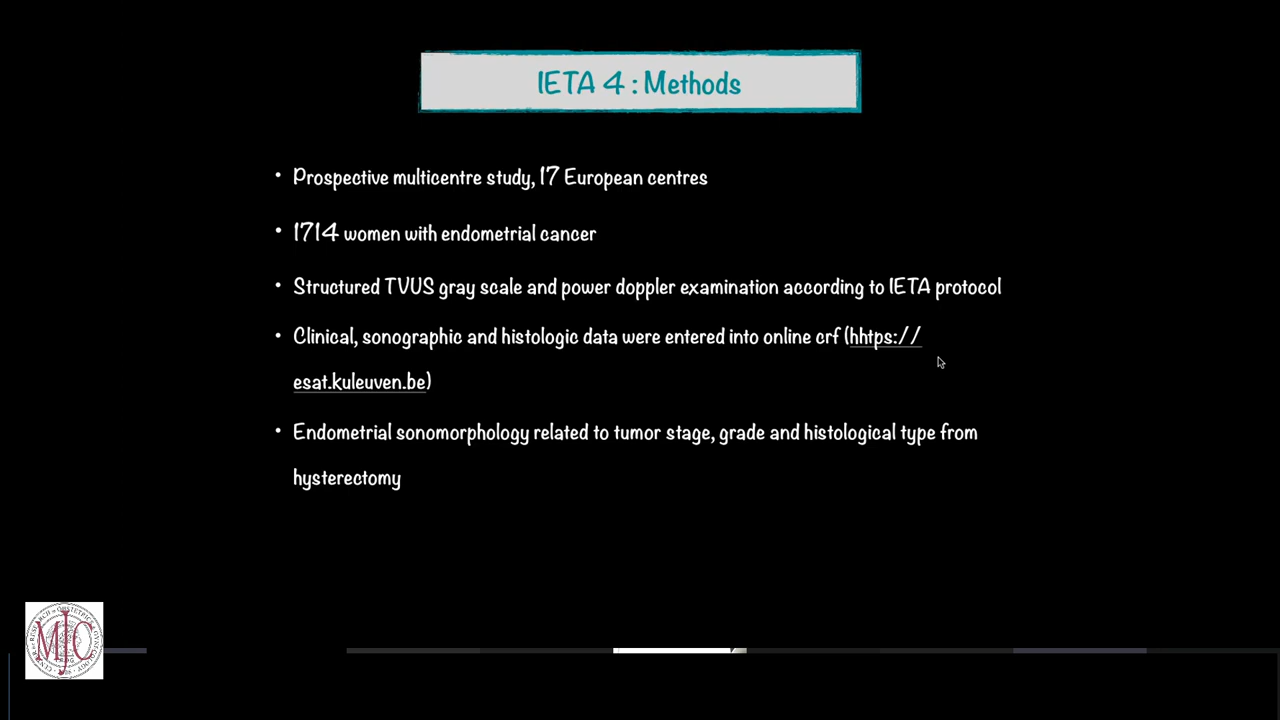 IETA 4 : Methods
• Prospective multicentre study, 17 European centres
• 1714 women with endometrial cancer
• Structured TVUS gray scale and power doppler examination according to IETA protocol
• Clinical, sonographic and histologic data were entered into online crf (hhtps://
esat.kuleuven.be)
• Endometrial sonomorphology related to tumor stage, grade and histological type from
hysterectomy
MJC